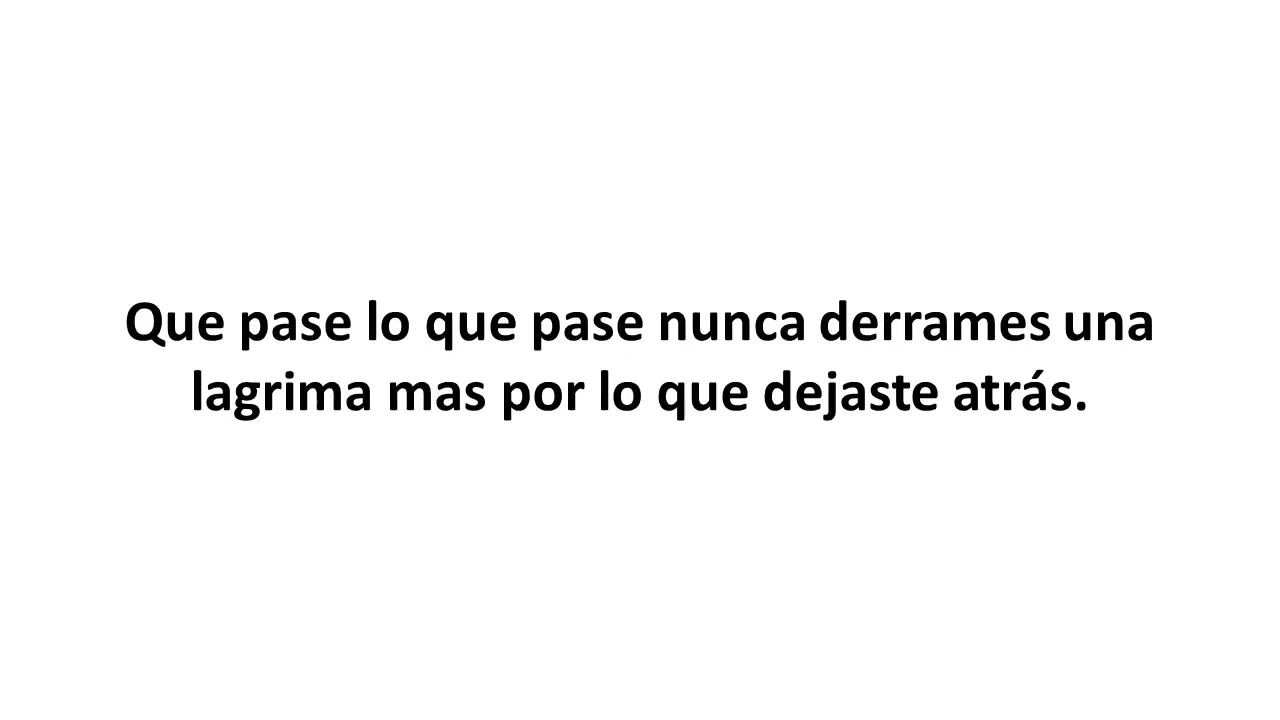 Que pase lo que pase nunca derrames una
lagrima mas por lo que dejaste atrás.